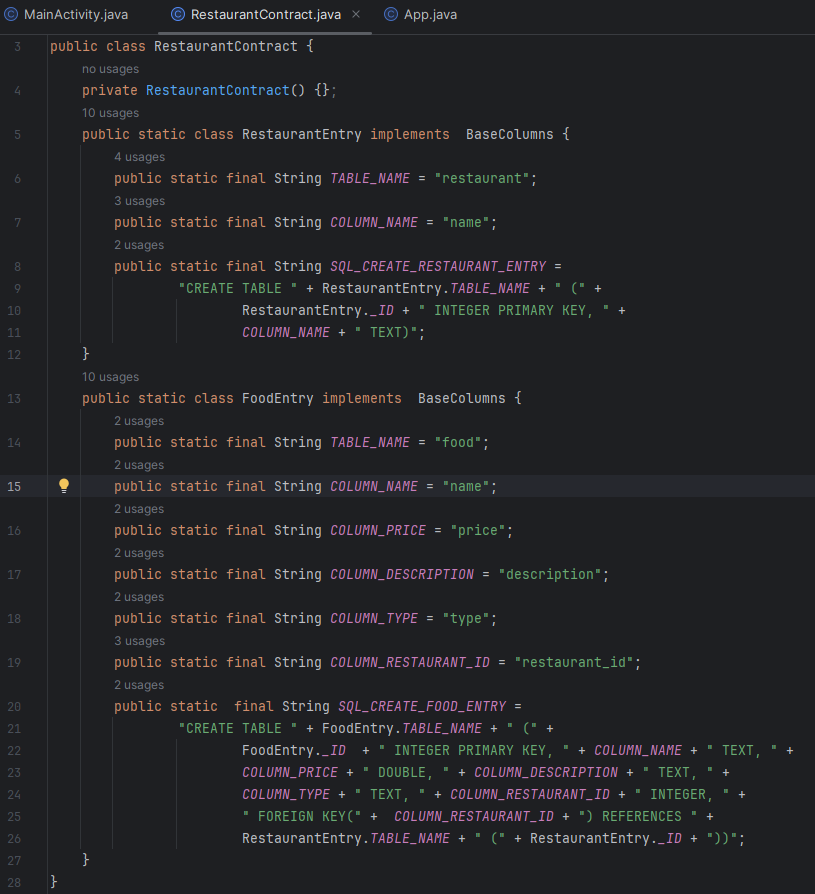 MainActivity.java RestaurantContract.java × App.java
3 public class RestaurantContract {
no usages
4 private RestaurantContract() {};
10 usages
5 public static class RestaurantEntry implements  BaseColumns {
4 usages
6 public static final String TABLE_NAME = "restaurant";
3 usages
7 public static final String COLUMN_NAME = "name";
2 usages
8 public static final String SQL_CREATE_RESTAURANT_ENTRY =
9 "CREATE TABLE " + RestaurantEntry.TABLE_NAME + " (" +
10 RestaurantEntry._ID + " INTEGER PRIMARY KEY, " +
11 COLUMN_NAME + " TEXT)";
12 }
10 usages
13 public static class FoodEntry implements  BaseColumns {
2 usages
14 public static final String TABLE_NAME = "food";
2 usages
15 public static final String COLUMN_NAME = "name";
2 usages
16 public static final String COLUMN_PRICE = "price";
2 usages
17 public static final String COLUMN_DESCRIPTION = "description";
2 usages
18 public static final String COLUMN_TYPE = "type";
3 usages
19 public static final String COLUMN_RESTAURANT_ID = "restaurant_id";
2 usages
20 public static  final String SQL_CREATE_FOOD_ENTRY =
21 "CREATE TABLE " + FoodEntry.TABLE_NAME + " (" +
22 FoodEntry._ID  + " INTEGER PRIMARY KEY, " + COLUMN_NAME + " TEXT, " +
23 COLUMN_PRICE + " DOUBLE, " + COLUMN_DESCRIPTION + " TEXT, " +
24 COLUMN_TYPE + " TEXT, " + COLUMN_RESTAURANT_ID + " INTEGER, " +
25 " FOREIGN KEY(" +  COLUMN_RESTAURANT_ID + ") REFERENCES " +
26 RestaurantEntry.TABLE_NAME + " (" + RestaurantEntry._ID + "))";
27 }
28 }